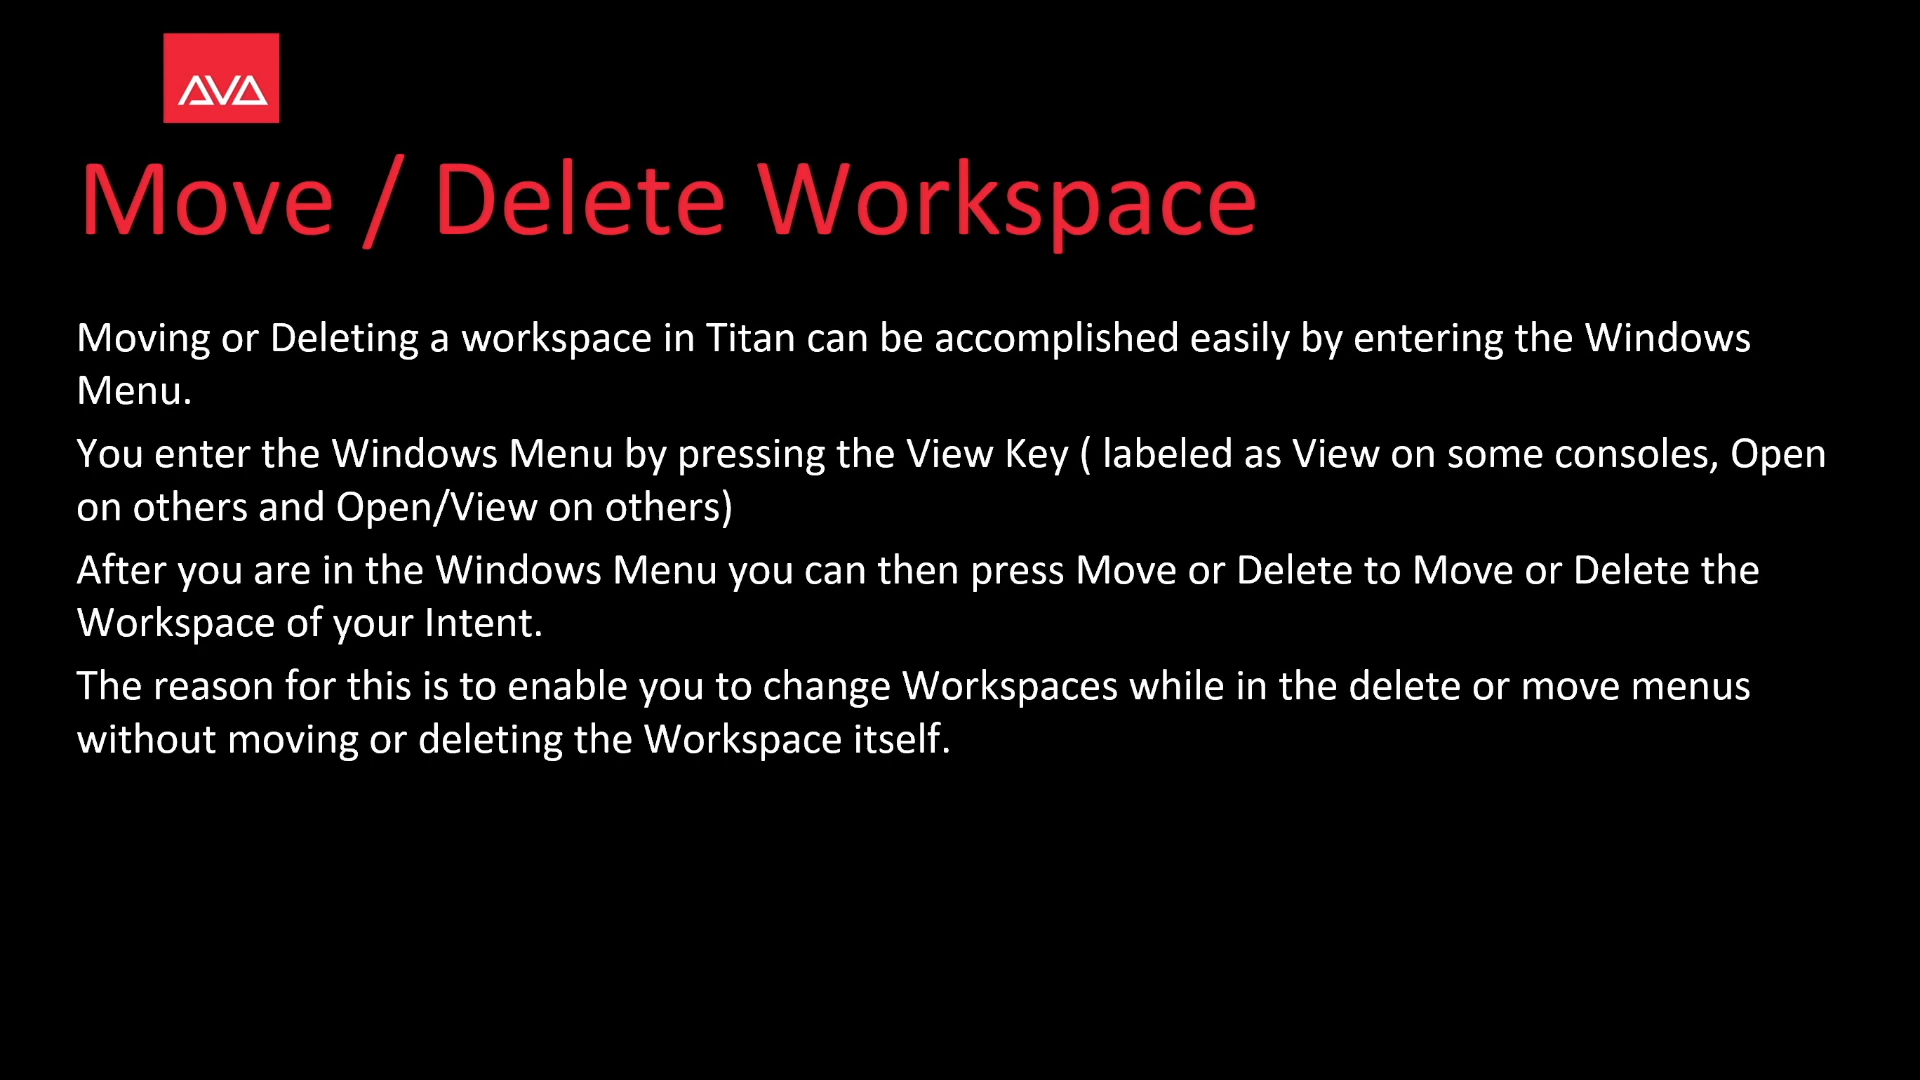 AVA
Move / Delete Workspace
Moving or Deleting a workspace in Titan can be accomplished easily by entering the Windows
Menu.
You enter the Windows Menu by pressing the View Key ( labeled as View on some consoles, Open
on others and Open/View on others)
After you are in the Windows Menu you can then press Move or Delete to Move or Delete the
Workspace of your Intent.
The reason for this is to enable you to change Workspaces while in the delete or move menus
without moving or deleting the Workspace itself.